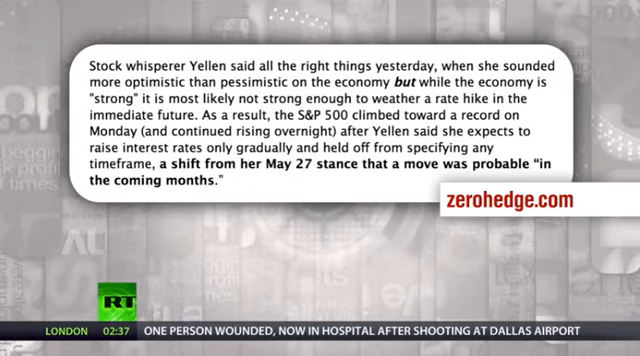 Stock whisperer Yellen said all the right things yesterday, when she sounded
more optimistic than pessimistic on the economy but while the economy is
"strong" it is most likely not strong enough to weather a rate hike in the
immediate future. As a result, the S&P 500 climbed toward a record on
Monday (and continued rising overnight) after Yellen said she expects to
raise interest rates only gradually and held off from specifying any
timeframe, a shift from her May 27 stance that a move was probable “in
the coming months."
zerohedge.com
RT
LONDON 02:37 ONE PERSON WOUNDED, NOW IN HOSPITAL AFTER SHOOTING AT DALLAS AIRPORT